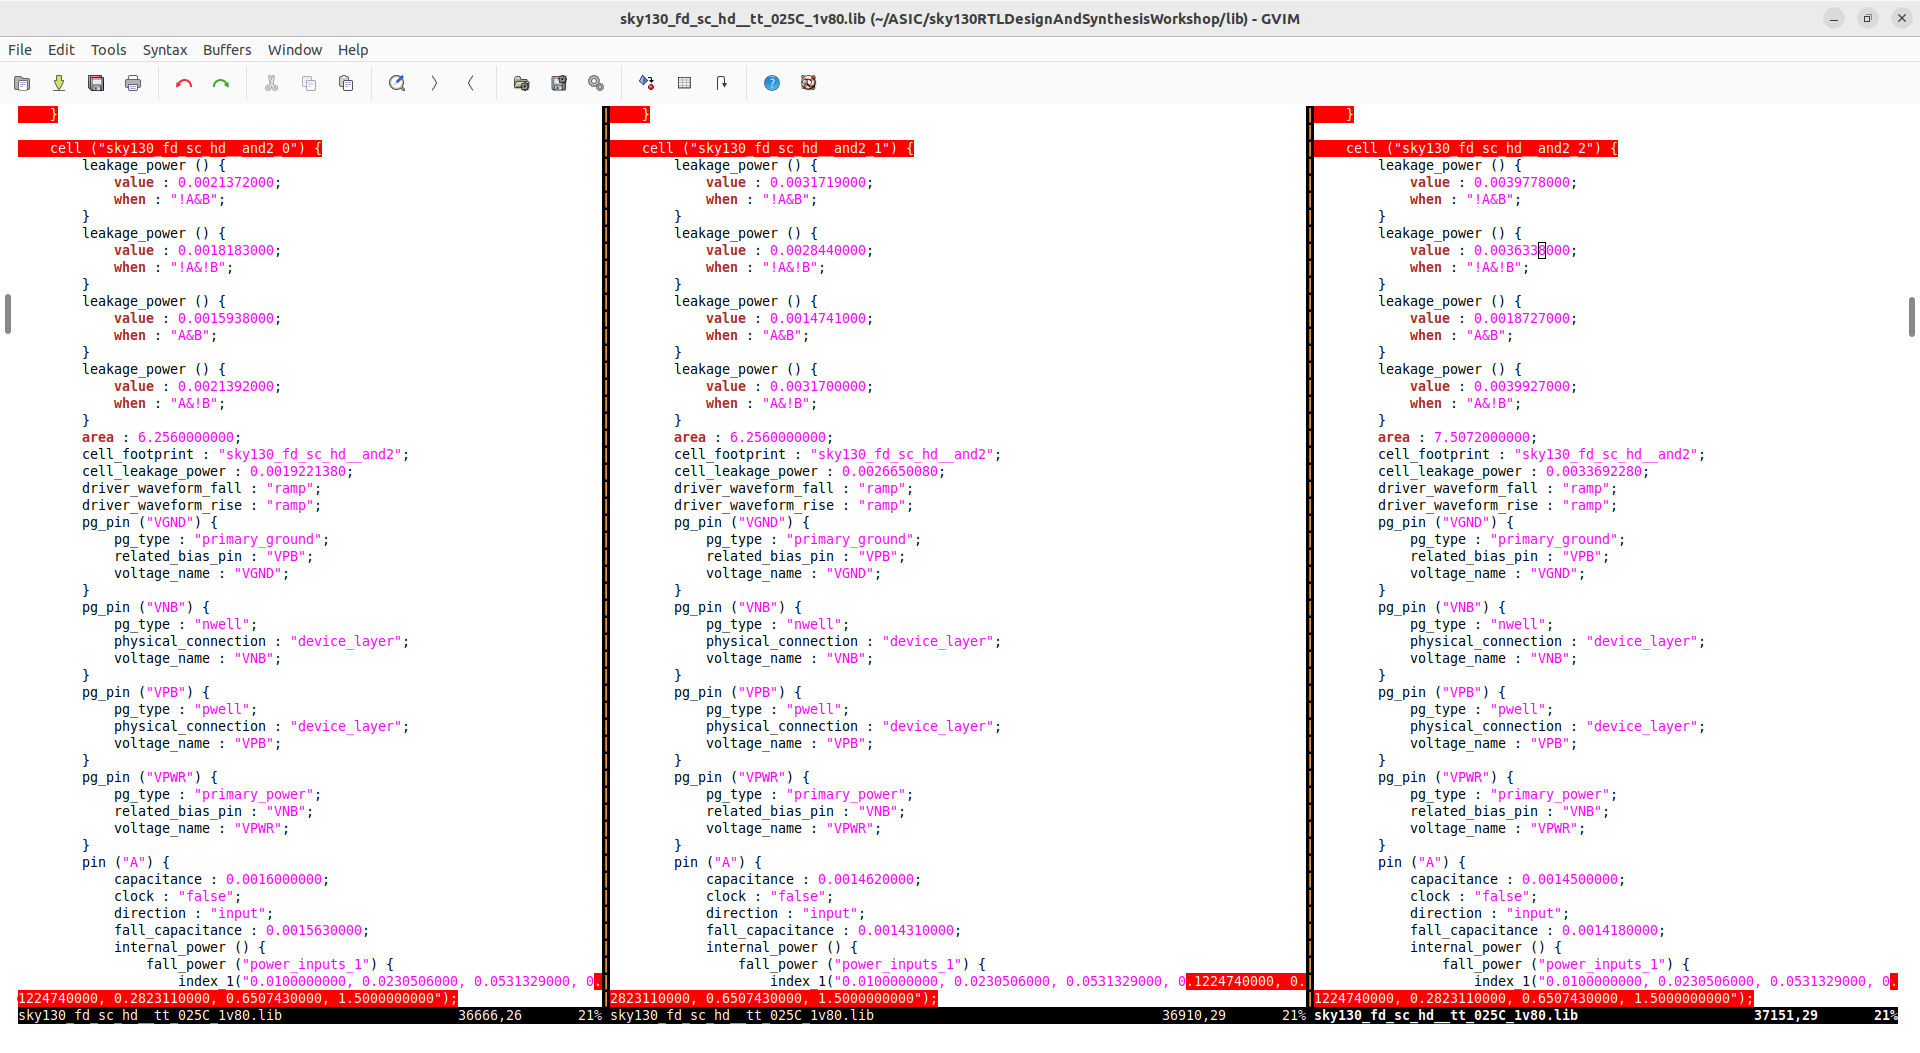 sky130_fd_sc_hd__tt_025C_1v80.lib (~/ASIC/sky130RTLDesignAndSynthesisWorkshop/lib) - GVIM
File Edit Tools Syntax Buffers Window Help
}
cell ("sky130_fd_sc_hd__and2_0") {
leakage_power () {
value : 0.0021372000;
when : "!A&B";
}
leakage_power () {
value : 0.0018183000;
when : "!A&!B";
}
leakage_power () {
value : 0.0015938000;
when : "A&B";
}
leakage_power () {
value : 0.0021392000;
when : "A&!B";
}
area : 6.2560000000;
cell_footprint : "sky130_fd_sc_hd__and2";
cell_leakage_power : 0.0019221380;
driver_waveform_fall : "ramp";
driver_waveform_rise : "ramp";
pg_pin ("VGND") {
pg_type : "primary_ground";
related_bias_pin : "VPB";
voltage_name : "VGND";
}
pg_pin ("VNB") {
pg_type : "nwell";
physical_connection : "device_layer";
voltage_name : "VNB";
}
pg_pin ("VPB") {
pg_type : "pwell";
physical_connection : "device_layer";
voltage_name : "VPB";
}
pg_pin ("VPWR") {
pg_type : "primary_power";
related_bias_pin : "VNB";
voltage_name : "VPWR";
}
pin ("A") {
capacitance : 0.0016000000;
clock : "false";
direction : "input";
fall_capacitance : 0.0015630000;
internal_power () {
fall_power ("power_inputs_1") {
index_1("0.0100000000, 0.0230506000, 0.0531329000, 0.
1224740000, 0.2823110000, 0.6507430000, 1.5000000000");
sky130_fd_sc_hd__tt_025C_1v80.lib 36666,26 21%
}
cell ("sky130_fd_sc_hd__and2_1") {
leakage_power () {
value : 0.0031719000;
when : "!A&B";
}
leakage_power () {
value : 0.0028440000;
when : "!A&!B";
}
leakage_power () {
value : 0.0014741000;
when : "A&B";
}
leakage_power () {
value : 0.0031700000;
when : "A&!B";
}
area : 6.2560000000;
cell_footprint : "sky130_fd_sc_hd__and2";
cell_leakage_power : 0.0026650080;
driver_waveform_fall : "ramp";
driver_waveform_rise : "ramp";
pg_pin ("VGND") {
pg_type : "primary_ground";
related_bias_pin : "VPB";
voltage_name : "VGND";
}
pg_pin ("VNB") {
pg_type : "nwell";
physical_connection : "device_layer";
voltage_name : "VNB";
}
pg_pin ("VPB") {
pg_type : "pwell";
physical_connection : "device_layer";
voltage_name : "VPB";
}
pg_pin ("VPWR") {
pg_type : "primary_power";
related_bias_pin : "VNB";
voltage_name : "VPWR";
}
pin ("A") {
capacitance : 0.0014620000;
clock : "false";
direction : "input";
fall_capacitance : 0.0014310000;
internal_power () {
fall_power ("power_inputs_1") {
index_1("0.0100000000, 0.0230506000, 0.0531329000, 0.1224740000, 0.
2823110000, 0.6507430000, 1.5000000000");
sky130_fd_sc_hd__tt_025C_1v80.lib 36910,29 21%
}
cell ("sky130_fd_sc_hd__and2_2") {
leakage_power () {
value : 0.0039778000;
when : "!A&B";
}
leakage_power () {
value : 0.0036338000;
when : "!A&!B";
}
leakage_power () {
value : 0.0018727000;
when : "A&B";
}
leakage_power () {
value : 0.0039927000;
when : "A&!B";
}
area : 7.5072000000;
cell_footprint : "sky130_fd_sc_hd__and2";
cell_leakage_power : 0.0033692280;
driver_waveform_fall : "ramp";
driver_waveform_rise : "ramp";
pg_pin ("VGND") {
pg_type : "primary_ground";
related_bias_pin : "VPB";
voltage_name : "VGND";
}
pg_pin ("VNB") {
pg_type : "nwell";
physical_connection : "device_layer";
voltage_name : "VNB";
}
pg_pin ("VPB") {
pg_type : "pwell";
physical_connection : "device_layer";
voltage_name : "VPB";
}
pg_pin ("VPWR") {
pg_type : "primary_power";
related_bias_pin : "VNB";
voltage_name : "VPWR";
}
pin ("A") {
capacitance : 0.0014500000;
clock : "false";
direction : "input";
fall_capacitance : 0.0014180000;
internal_power () {
fall_power ("power_inputs_1") {
index_1("0.0100000000, 0.0230506000, 0.0531329000, 0.
1224740000, 0.2823110000, 0.6507430000, 1.5000000000");
sky130_fd_sc_hd__tt_025C_1v80.lib 37151,29 21%